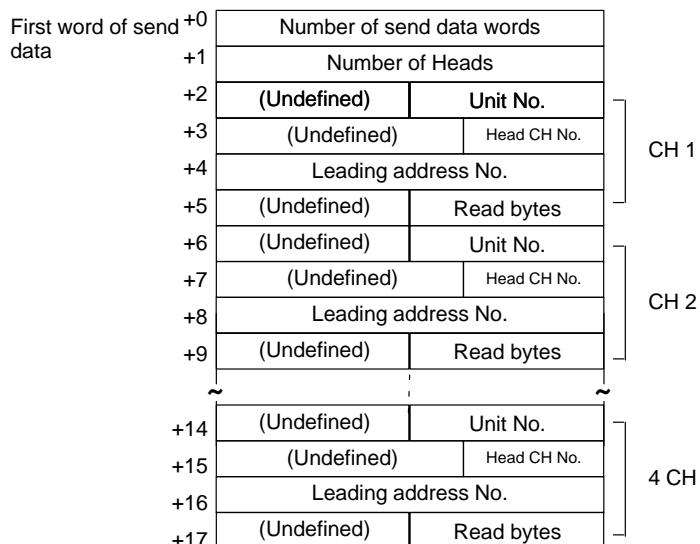 First word of send data
+0 Number of send data words
+1 Number of Heads
+2 (Undefined) Unit No.
+3 (Undefined) Head CH No.
CH 1
+4 Leading address No.
+5 (Undefined) Read bytes
+6 (Undefined) Unit No.
+7 (Undefined) Head CH No.
CH 2
+8 Leading address No.
+9 (Undefined) Read bytes
~ ~
+14 (Undefined) Unit No.
+15 (Undefined) Head CH No.
4 CH
+16 Leading address No.
+17 (Undefined) Read bytes